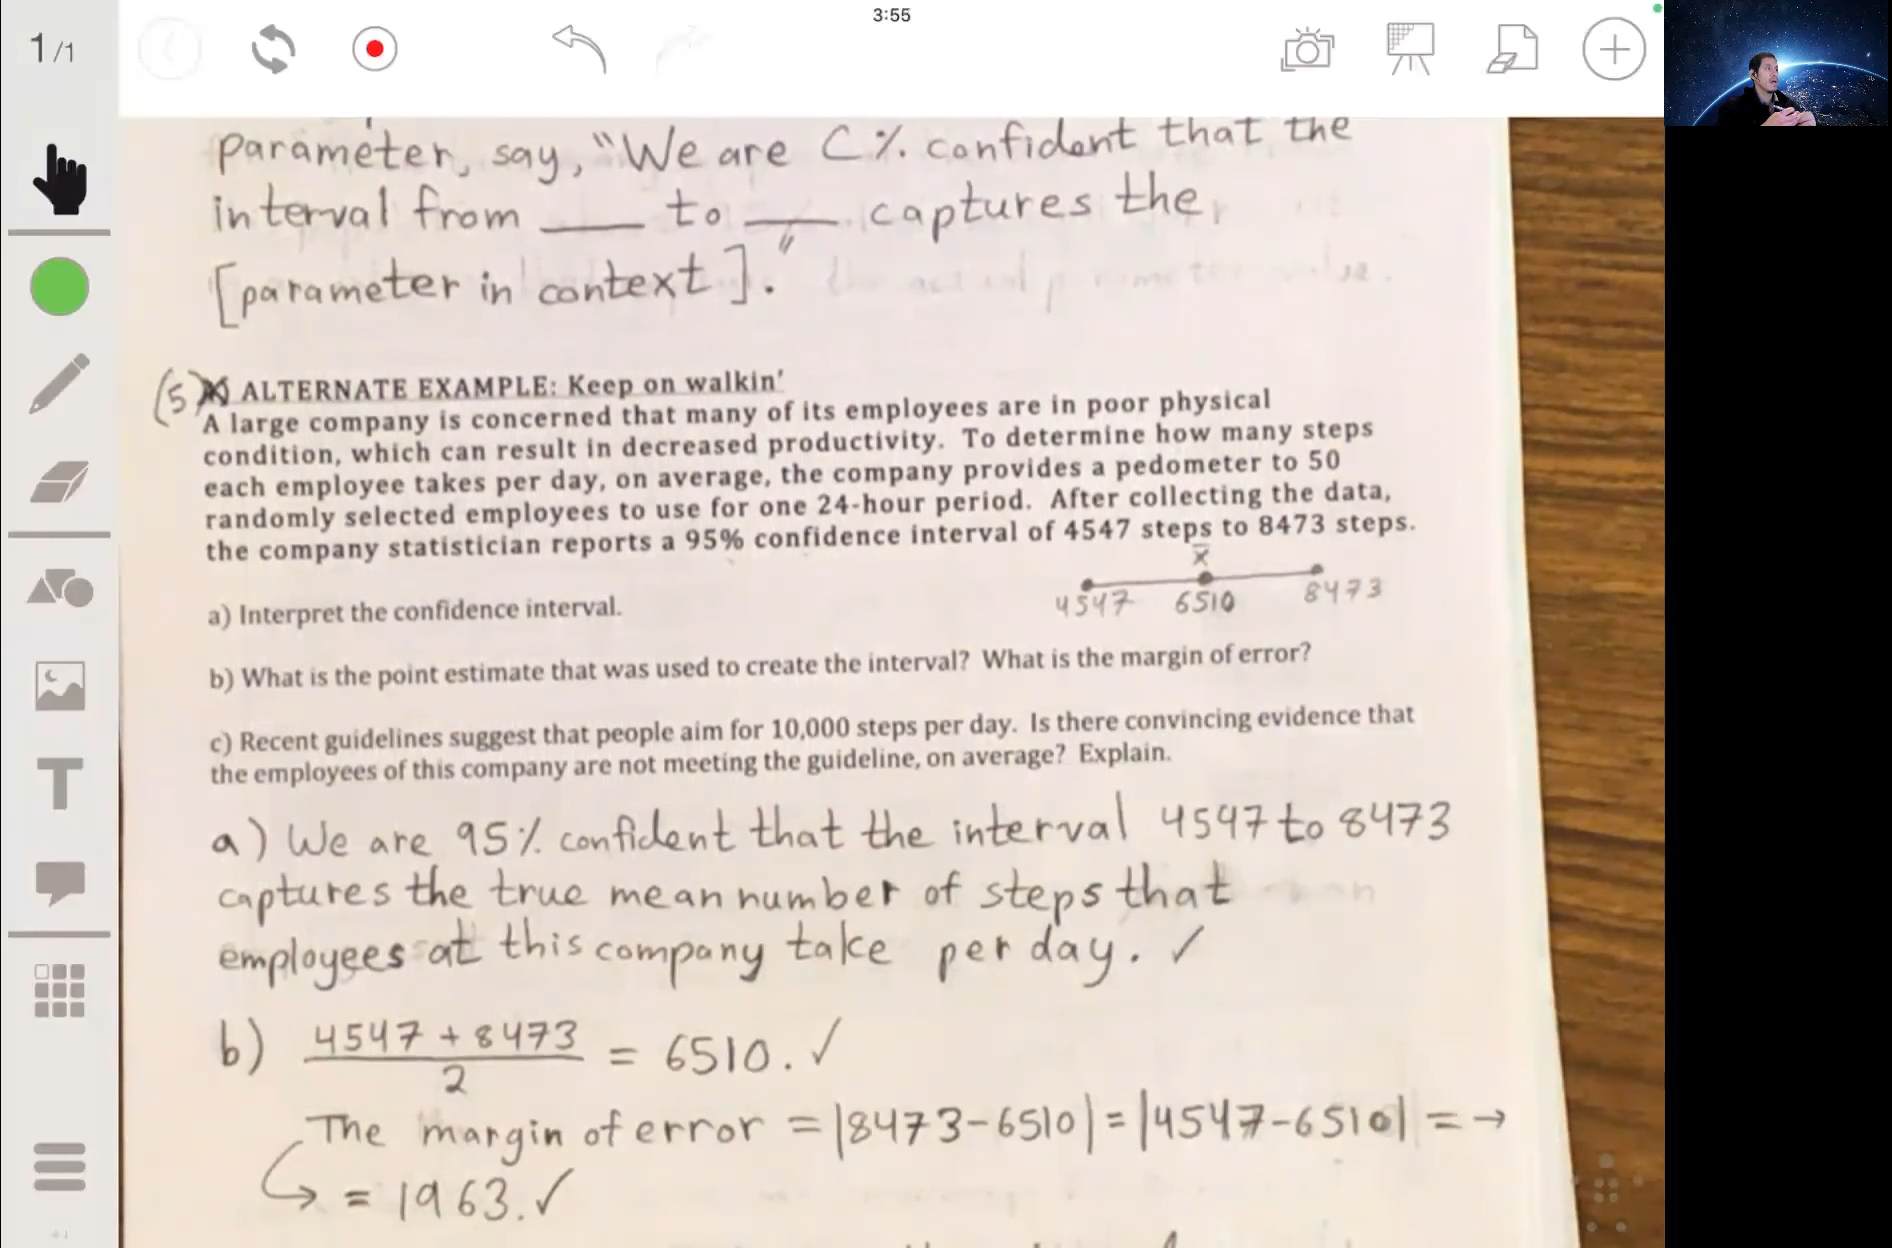 3:55
1/1
parameter, say, "We are C% confident that the
interval from ___ to ___ captures the
[parameter in context]."
(5) ALTERNATE EXAMPLE: Keep on walkin'
A large company is concerned that many of its employees are in poor physical
condition, which can result in decreased productivity. To determine how many steps
each employee takes per day, on average, the company provides a pedometer to 50
randomly selected employees to use for one 24-hour period. After collecting the data,
the company statistician reports a 95% confidence interval of 4547 steps to 8473 steps.
x̄
4547 6510 8473
a) Interpret the confidence interval.
b) What is the point estimate that was used to create the interval? What is the margin of error?
c) Recent guidelines suggest that people aim for 10,000 steps per day. Is there convincing evidence that
the employees of this company are not meeting the guideline, on average? Explain.
a) We are 95% confident that the interval 4547 to 8473
captures the true mean number of steps that
employees at this company take per day. ✓
b) 4547 + 8473
2
= 6510. ✓
The margin of error = |8473-6510| = |4547-6510| = →
↳ = 1963. ✓
T